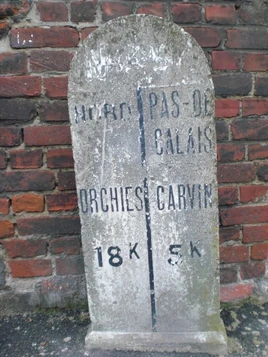 NORD
ORCHIES
18K
PAS-DE
CALAIS
CARVIN
5K